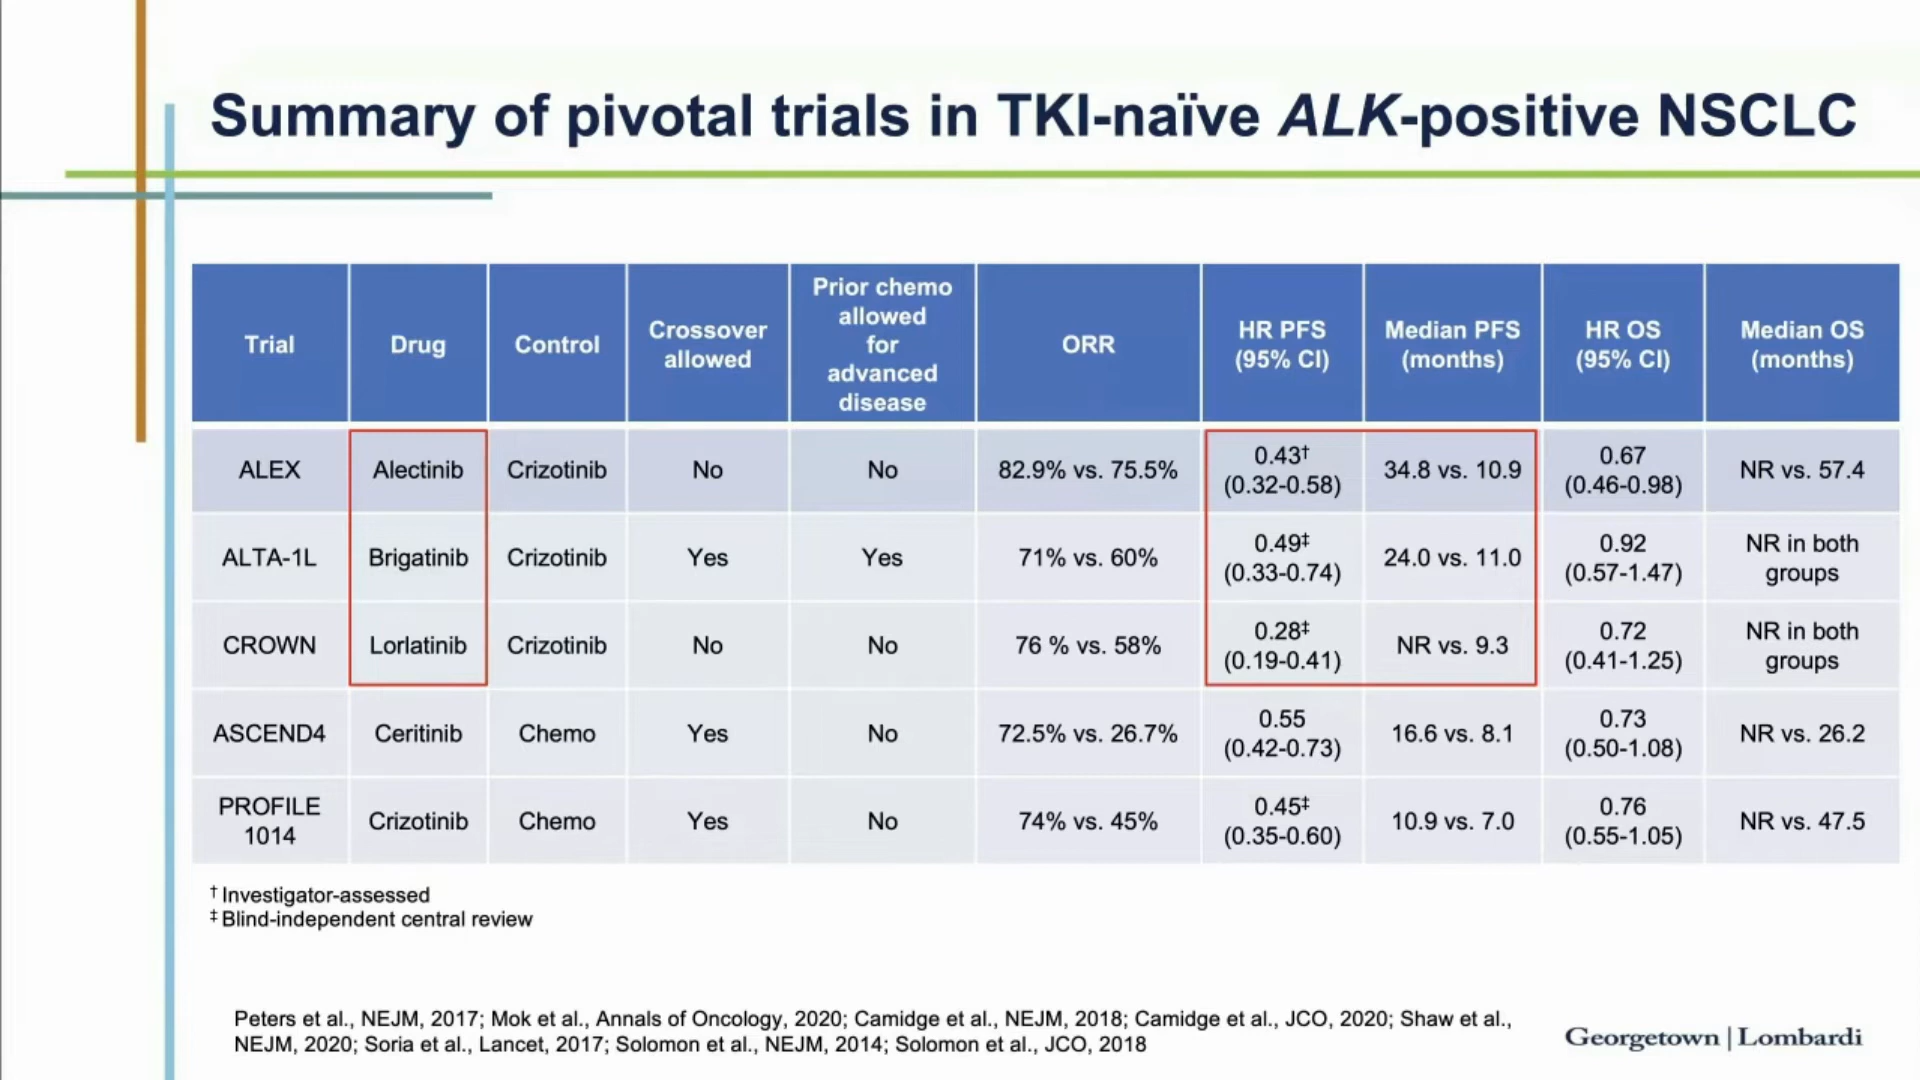 Summary of pivotal trials in TKI-naïve ALK-positive NSCLC
Trial Drug Control Crossover allowed Prior chemo allowed for advanced disease ORR HR PFS (95% CI) Median PFS (months) HR OS (95% CI) Median OS (months)
ALEX Alectinib Crizotinib No No 82.9% vs. 75.5% 0.43† (0.32-0.58) 34.8 vs. 10.9 0.67 (0.46-0.98) NR vs. 57.4
ALTA-1L Brigatinib Crizotinib Yes Yes 71% vs. 60% 0.49‡ (0.33-0.74) 24.0 vs. 11.0 0.92 (0.57-1.47) NR in both groups
CROWN Lorlatinib Crizotinib No No 76 % vs. 58% 0.28‡ (0.19-0.41) NR vs. 9.3 0.72 (0.41-1.25) NR in both groups
ASCEND4 Ceritinib Chemo Yes No 72.5% vs. 26.7% 0.55 (0.42-0.73) 16.6 vs. 8.1 0.73 (0.50-1.08) NR vs. 26.2
PROFILE 1014 Crizotinib Chemo Yes No 74% vs. 45% 0.45‡ (0.35-0.60) 10.9 vs. 7.0 0.76 (0.55-1.05) NR vs. 47.5
† Investigator-assessed
‡ Blind-independent central review
Peters et al., NEJM, 2017; Mok et al., Annals of Oncology, 2020; Camidge et al., NEJM, 2018; Camidge et al., JCO, 2020; Shaw et al.,
NEJM, 2020; Soria et al., Lancet, 2017; Solomon et al., NEJM, 2014; Solomon et al., JCO, 2018
Georgetown | Lombardi